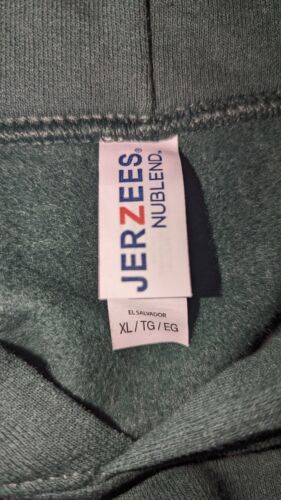 JERZEES®
NUBLEND®
EL SALVADOR
XL / TG / EG